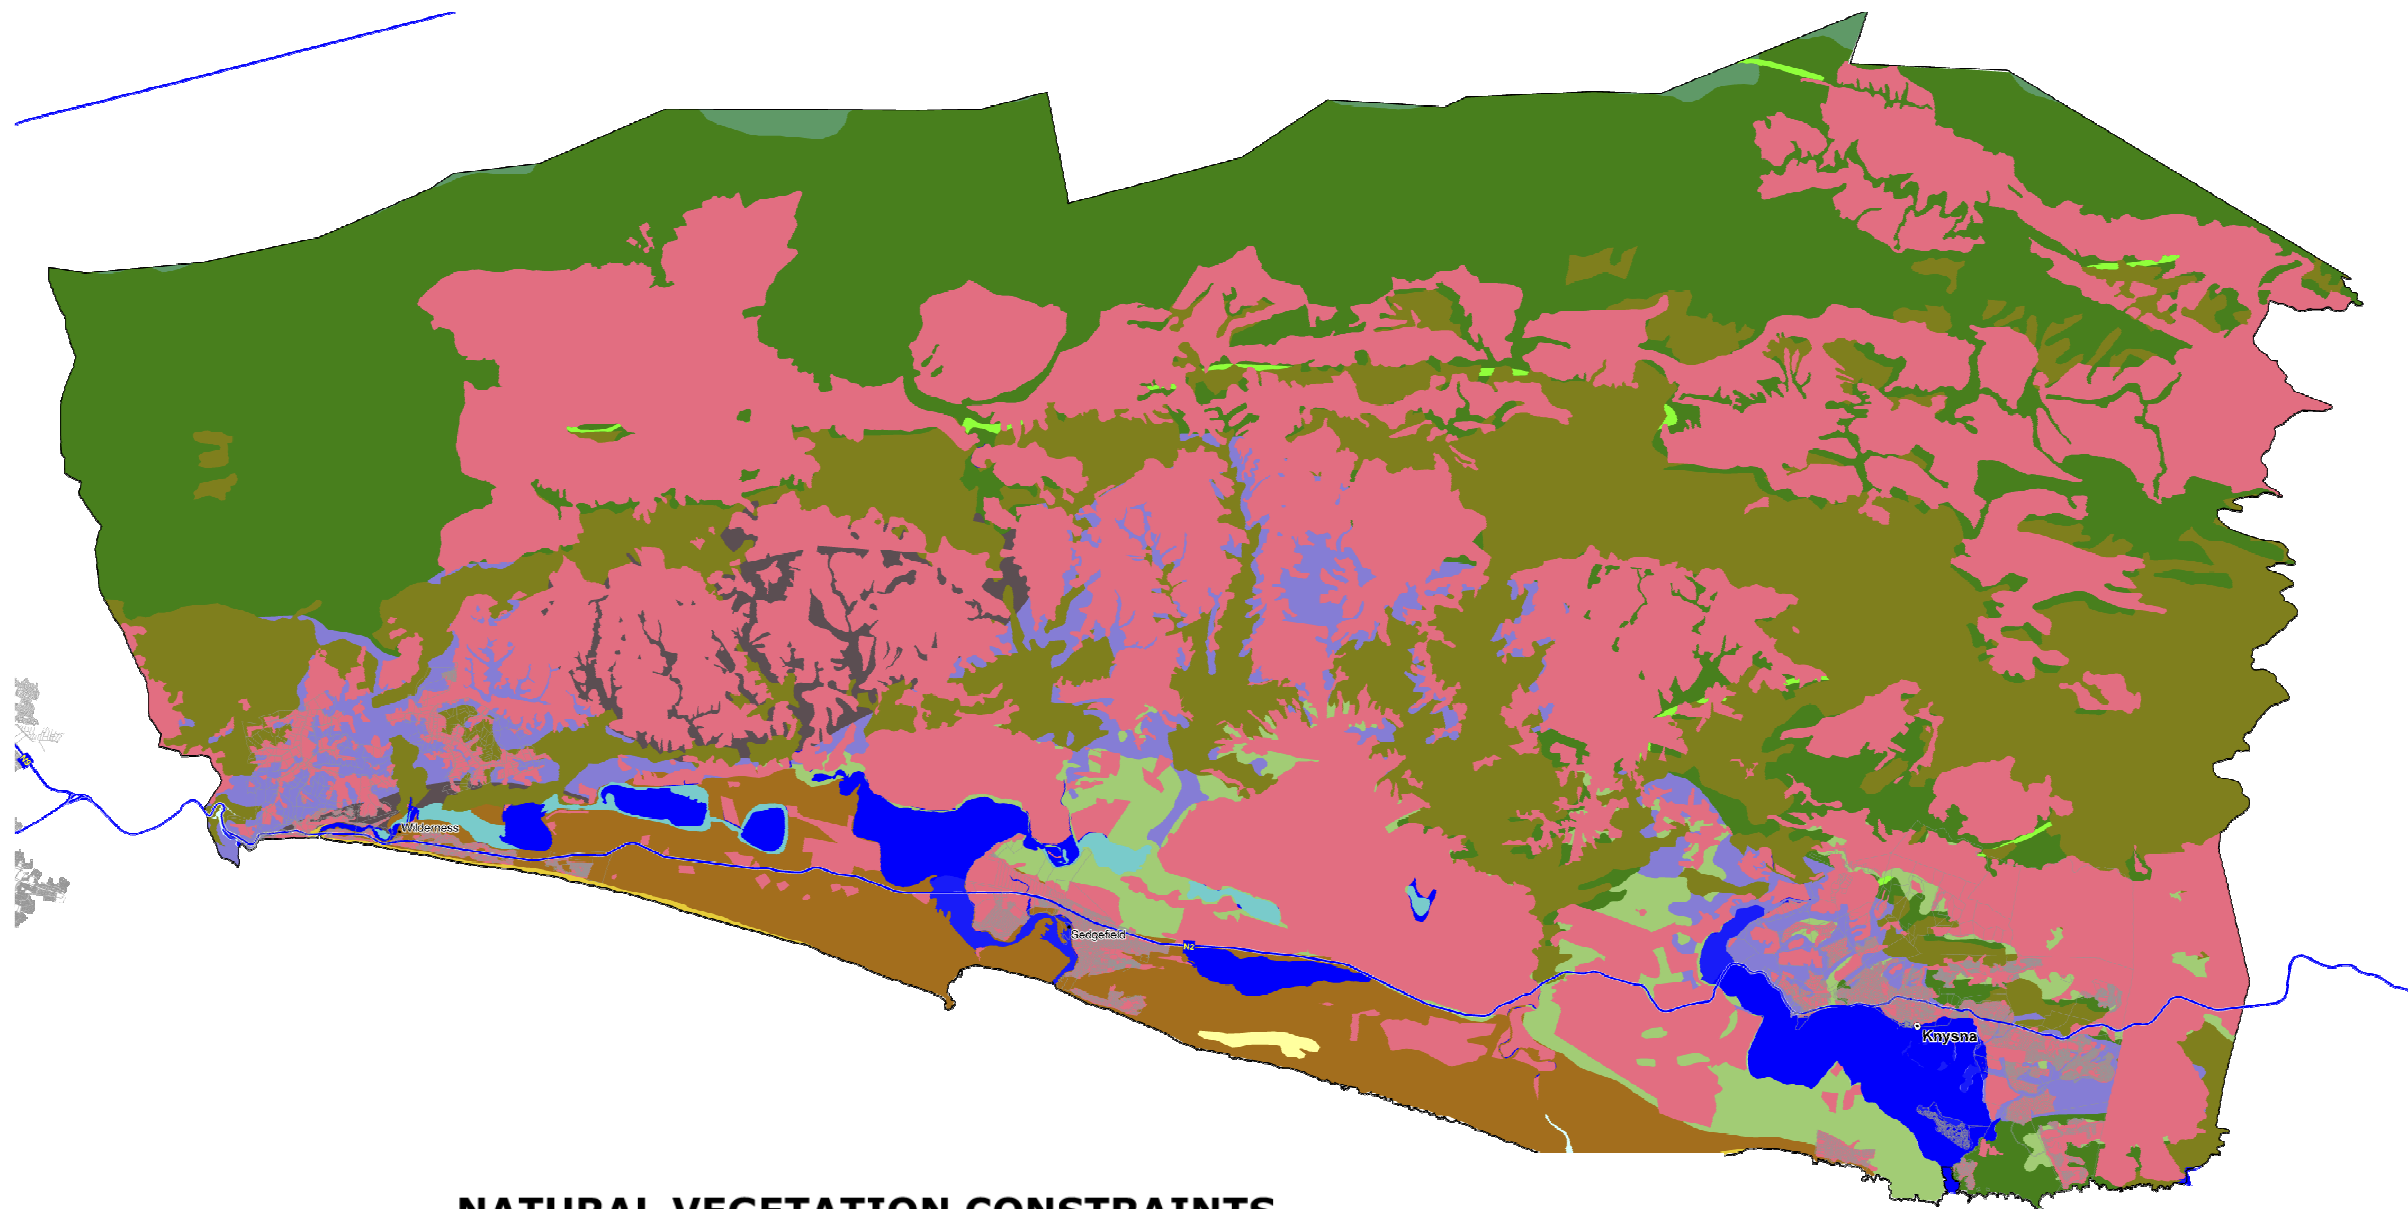 Wilderness
Sedgefield
N2
Knysna
NATURAL VEGETATION CONSTRAINTS